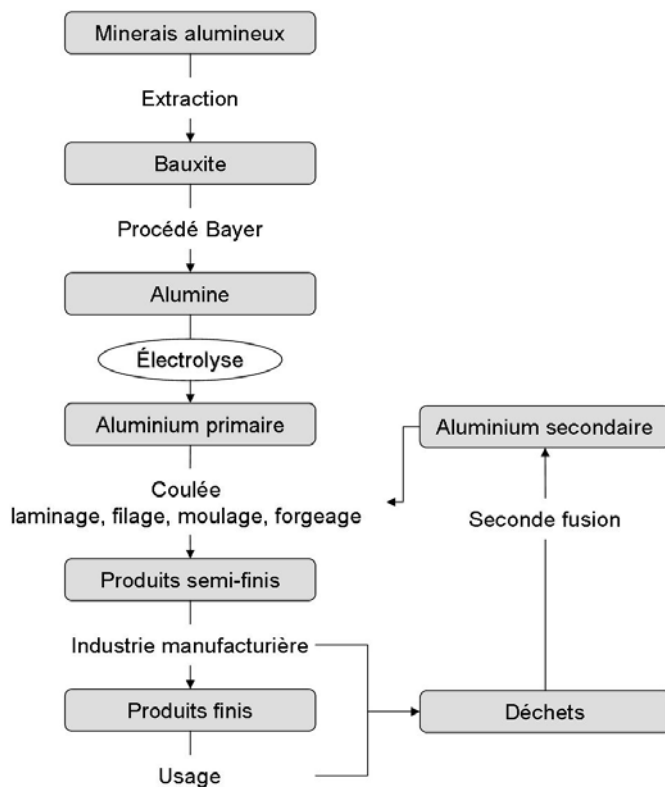 Minerais alumineux
Extraction
Bauxite
Procédé Bayer
Alumine
Électrolyse
Aluminium primaire
Aluminium secondaire
Coulée
laminage, filage, moulage, forgeage
Seconde fusion
Produits semi-finis
Industrie manufacturière
Produits finis
Déchets
Usage